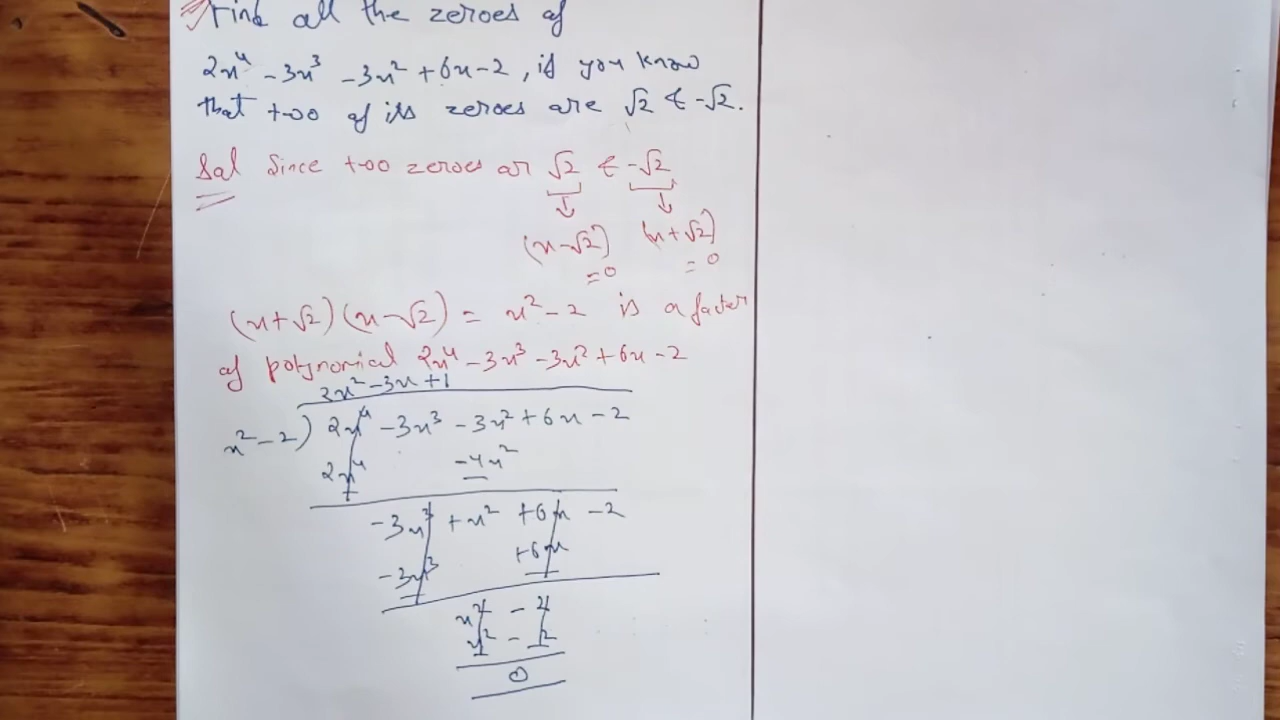 Find all the zeroes of
2x⁴ - 3x³ - 3x² + 6x - 2, if you know
that two of its zeroes are √2 & -√2.
Sol Since two zeroes ar √2 & -√2
(x-√2) (x+√2)
=0 =0
(x+√2)(x-√2) = x² - 2 is a factor
of polynomial 2x⁴ - 3x³ - 3x² + 6x - 2
2x² - 3x + 1
x² - 2 ) 2x⁴ - 3x³ - 3x² + 6x - 2
2x⁴ - 4x²
-3x³ + x² + 6x - 2
-3x³ + 6x
x² - 2
x² - 2
0